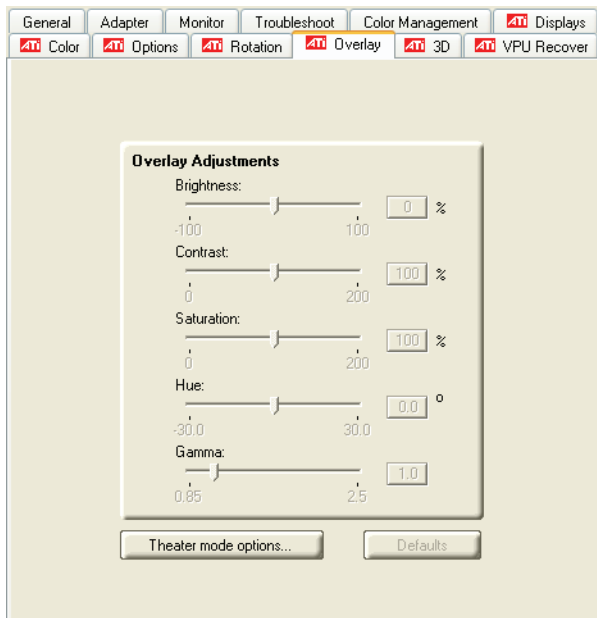 General Adapter Monitor Troubleshoot Color Management ATI Displays
ATI Color ATI Options ATI Rotation ATI Overlay ATI 3D ATI VPU Recover
Overlay Adjustments
Brightness:
0 %
-100 100
Contrast:
100 %
0 200
Saturation:
100 %
0 200
Hue:
0.0 °
-30.0 30.0
Gamma:
1.0
0.85 2.5
Theater mode options... Defaults